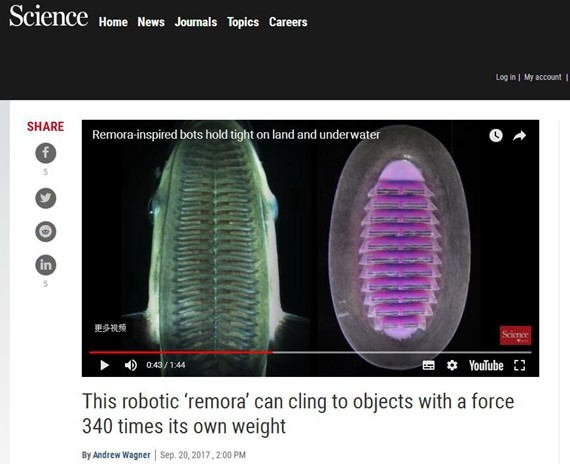 Science Home News Journals Topics Careers
Log in | My account |
SHARE
5
5
Remora-inspired bots hold tight on land and underwater
更多视频
Science
0:43 / 1:44
YouTube
This robotic ‘remora’ can cling to objects with a force
340 times its own weight
By Andrew Wagner | Sep. 20, 2017 , 2:00 PM